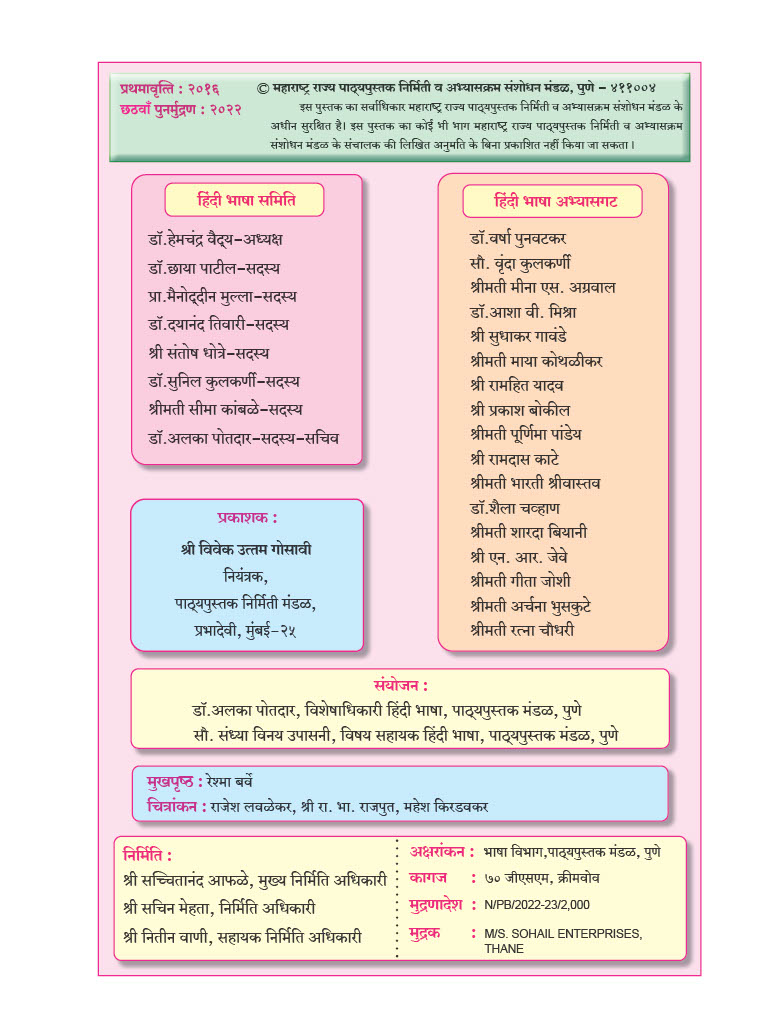 प्रथमावृत्ति : २०१६
छठवाँ पुनर्मुद्रण : २०२२
© महाराष्ट्र राज्य पाठ्यपुस्तक निर्मिती व अभ्यासक्रम संशोधन मंडळ, पुणे - ४११००४
इस पुस्तक का सर्वाधिकार महाराष्ट्र राज्य पाठ्यपुस्तक निर्मिती व अभ्यासक्रम संशोधन मंडळ के
अधीन सुरक्षित है। इस पुस्तक का कोई भी भाग महाराष्ट्र राज्य पाठ्यपुस्तक निर्मिती व अभ्यासक्रम
संशोधन मंडळ के संचालक की लिखित अनुमति के बिना प्रकाशित नहीं किया जा सकता ।
हिंदी भाषा समिति
डॉ.हेमचंद्र वैद्य-अध्यक्ष
डॉ.छाया पाटील-सदस्य
प्रा.मैनोद्दीन मुल्ला-सदस्य
डॉ.दयानंद तिवारी-सदस्य
श्री संतोष धोत्रे-सदस्य
डॉ.सुनिल कुलकर्णी-सदस्य
श्रीमती सीमा कांबळे-सदस्य
डॉ.अलका पोतदार-सदस्य-सचिव
हिंदी भाषा अभ्यासगट
डॉ.वर्षा पुनवटकर
सौ. वृंदा कुलकर्णी
श्रीमती मीना एस. अग्रवाल
डॉ.आशा वी. मिश्रा
श्री सुधाकर गावंडे
श्रीमती माया कोथळीकर
श्री रामहित यादव
श्री प्रकाश बोकील
श्रीमती पूर्णिमा पांडेय
श्री रामदास काटे
श्रीमती भारती श्रीवास्तव
डॉ.शैला चव्हाण
श्रीमती शारदा बियानी
श्री एन. आर. जेवे
श्रीमती गीता जोशी
श्रीमती अर्चना भुसकुटे
श्रीमती रत्ना चौधरी
प्रकाशक :
श्री विवेक उत्तम गोसावी
नियंत्रक,
पाठ्यपुस्तक निर्मिती मंडळ,
प्रभादेवी, मुंबई-२५
संयोजन :
डॉ.अलका पोतदार, विशेषाधिकारी हिंदी भाषा, पाठ्यपुस्तक मंडळ, पुणे
सौ. संध्या विनय उपासनी, विषय सहायक हिंदी भाषा, पाठ्यपुस्तक मंडळ, पुणे
मुखपृष्ठ : रेश्मा बर्वे
चित्रांकन : राजेश लवळेकर, श्री रा. भा. राजपुत, महेश किरडवकर
निर्मिति :
श्री सच्चितानंद आफळे, मुख्य निर्मिति अधिकारी
श्री सचिन मेहता, निर्मिति अधिकारी
श्री नितीन वाणी, सहायक निर्मिति अधिकारी
अक्षरांकन : भाषा विभाग,पाठ्यपुस्तक मंडळ, पुणे
कागज : ७० जीएसएम, क्रीमवोव
मुद्रणादेश : N/PB/2022-23/2,000
मुद्रक : M/S. SOHAIL ENTERPRISES,
THANE